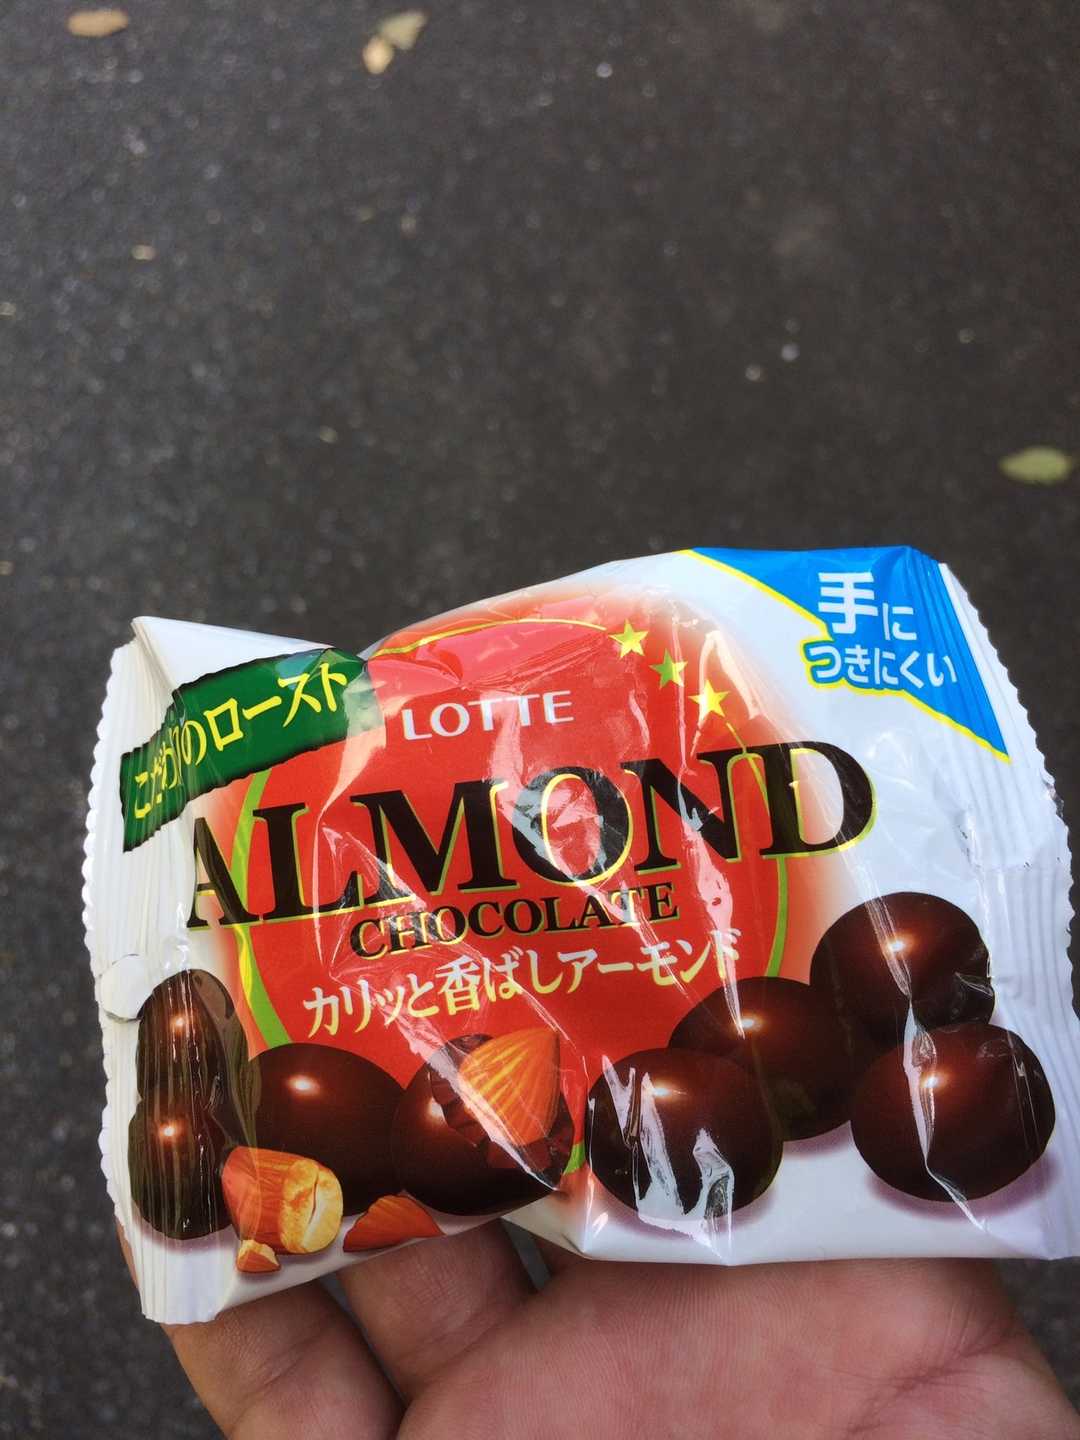 手に
つきにくい
こだわりのロースト
LOTTE
ALMOND
CHOCOLATE
カリッと香ばしアーモンド